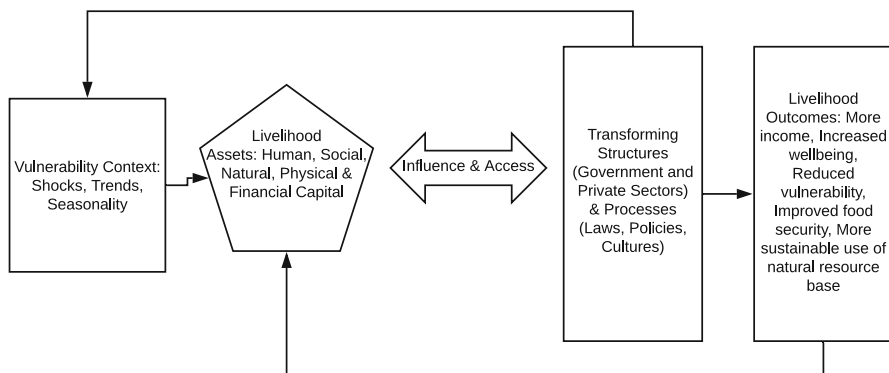 Vulnerability Context:
Shocks, Trends,
Seasonality
Livelihood
Assets: Human, Social,
Natural, Physical &
Financial Capital
Influence & Access
Transforming
Structures
(Government and
Private Sectors)
& Processes
(Laws, Policies,
Cultures)
Livelihood
Outcomes: More
income, Increased
wellbeing,
Reduced
vulnerability,
Improved food
security, More
sustainable use of
natural resource
base